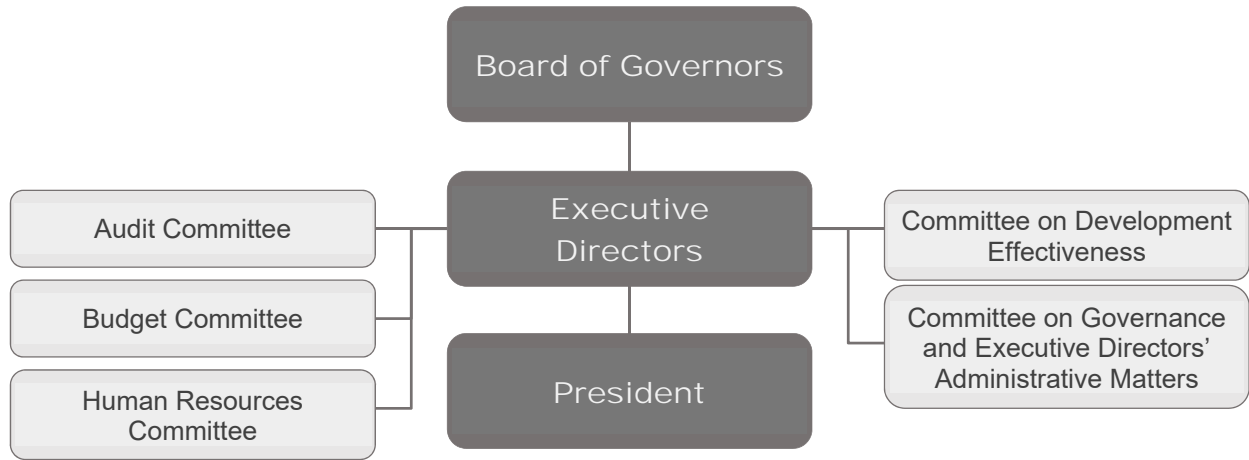 Board of Governors
Executive
Directors
President
Audit Committee
Budget Committee
Human Resources
Committee
Committee on Development
Effectiveness
Committee on Governance
and Executive Directors’
Administrative Matters